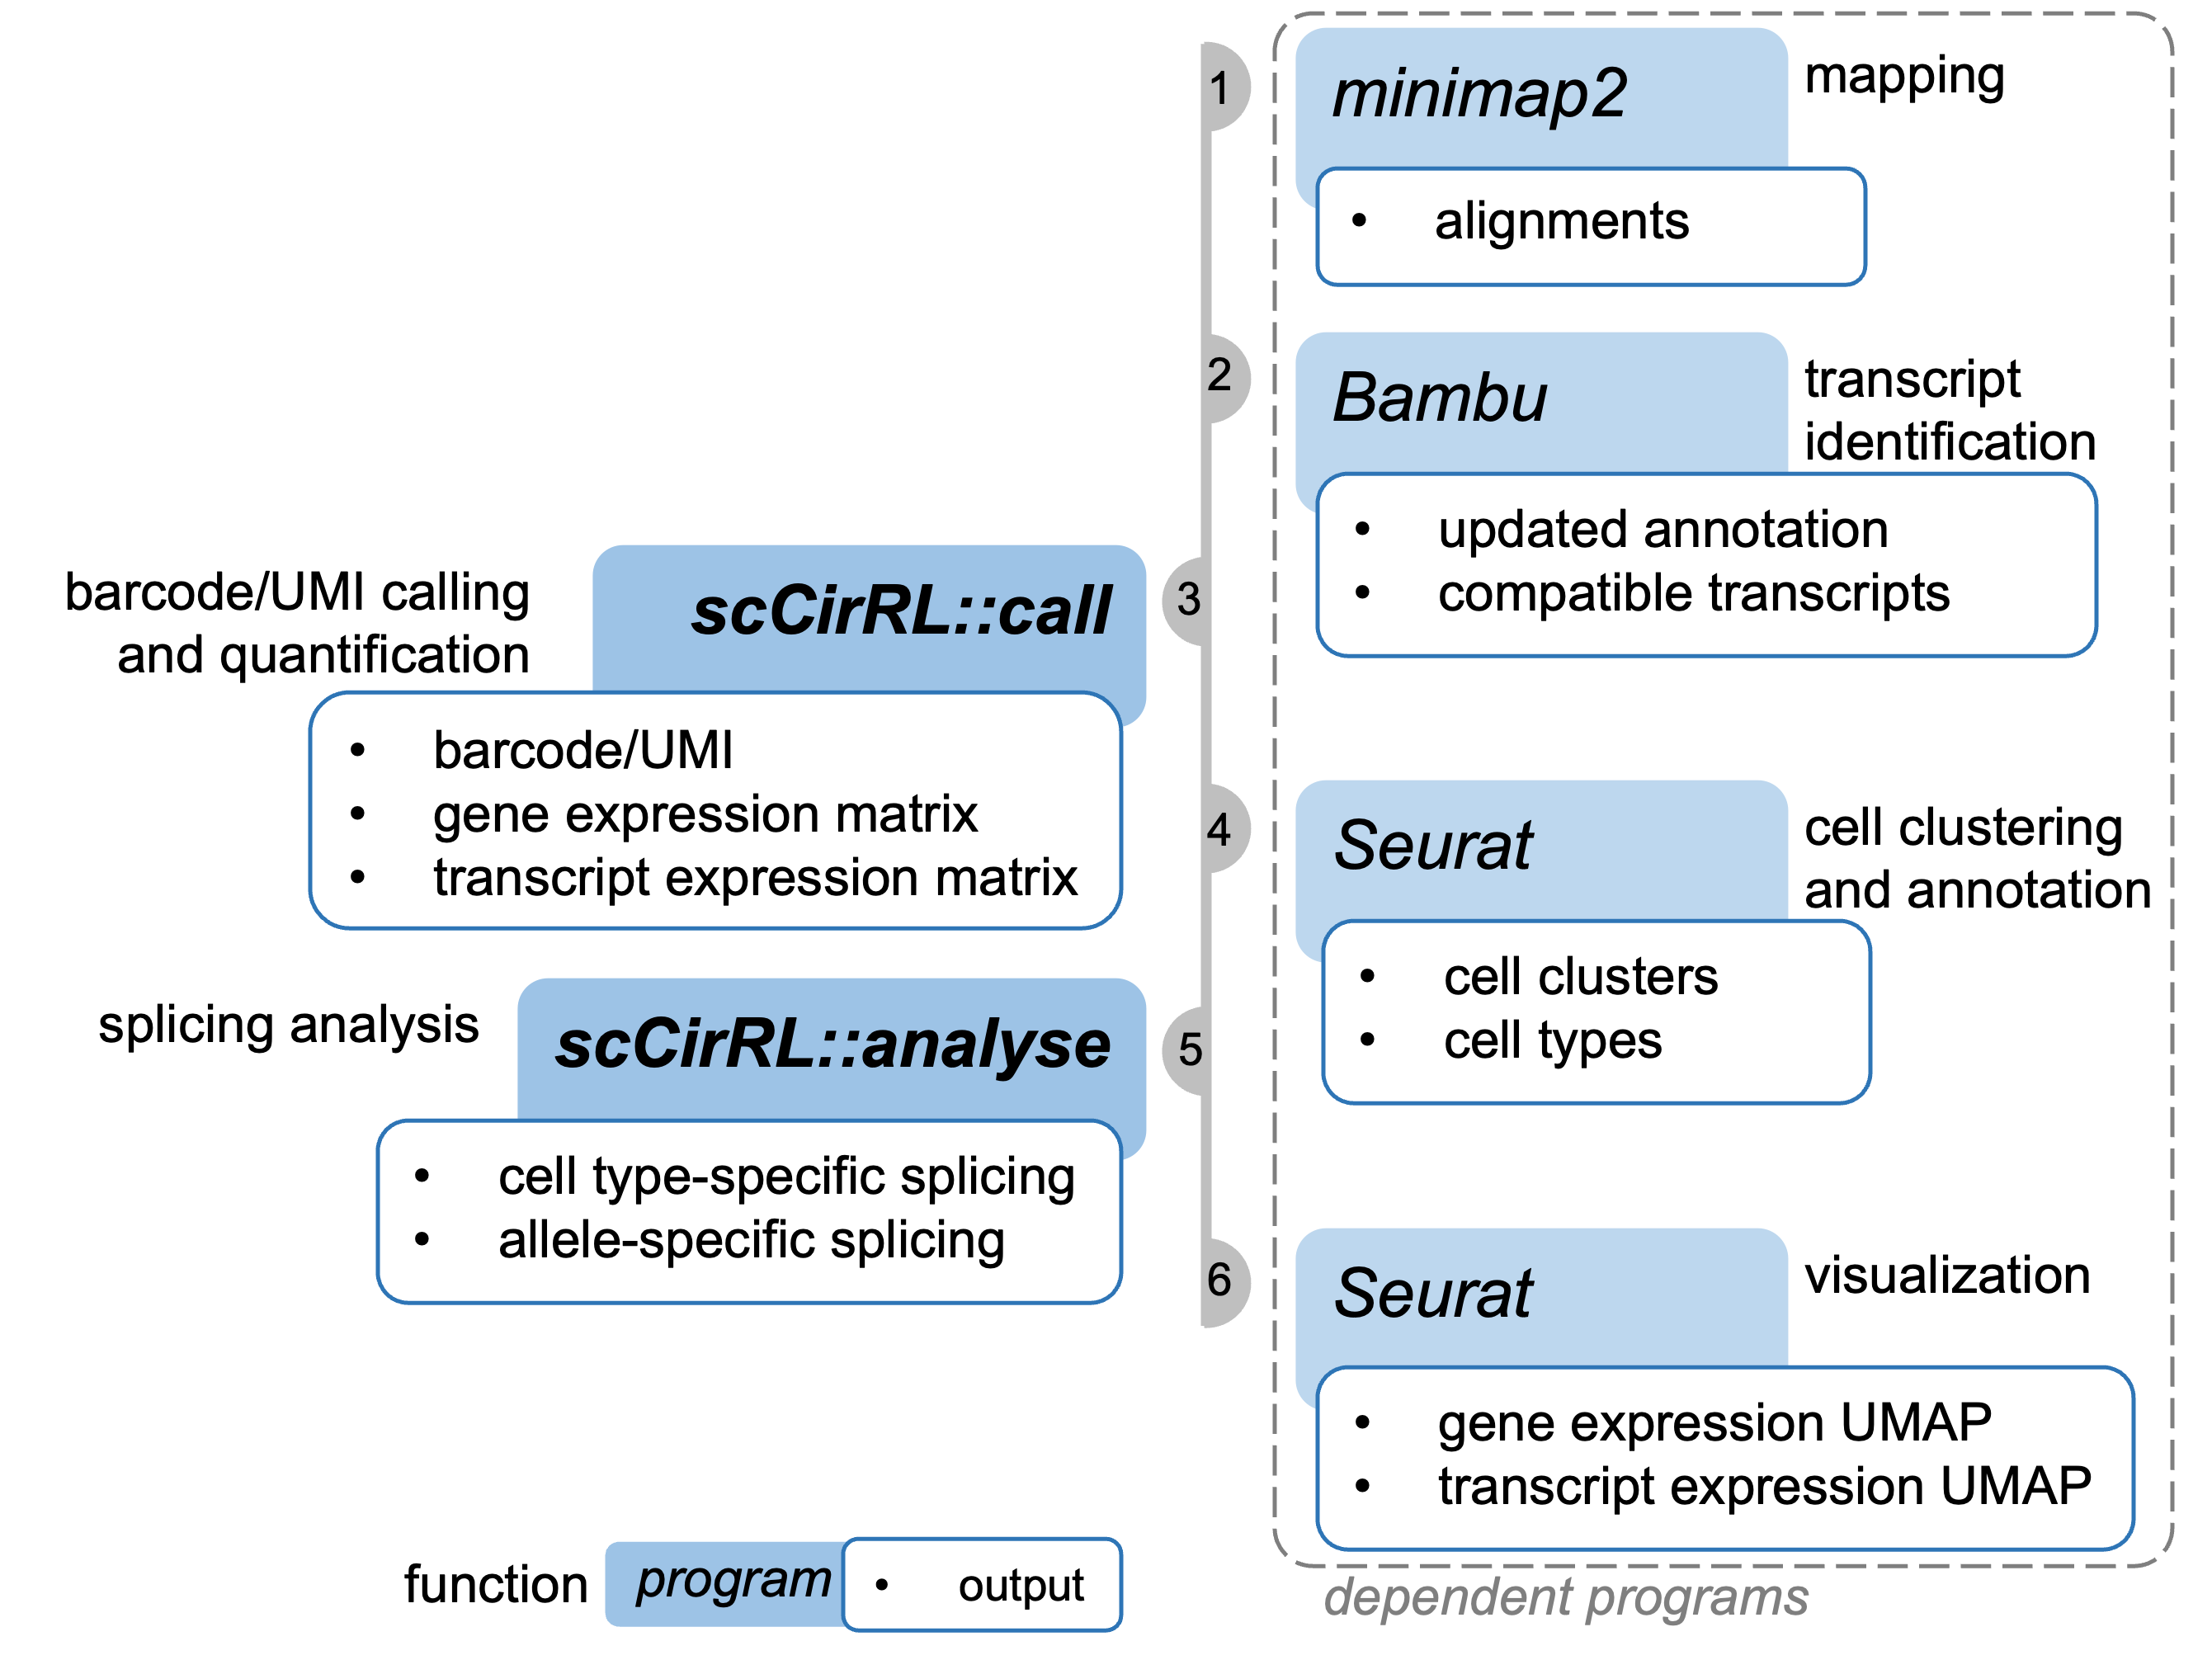 1
minimap2
mapping
• alignments
2
Bambu
transcript
identification
• updated annotation
• compatible transcripts
3
barcode/UMI calling
and quantification
scCirRL::call
• barcode/UMI
• gene expression matrix
• transcript expression matrix
4
Seurat
cell clustering
and annotation
• cell clusters
• cell types
5
splicing analysis
scCirRL::analyse
• cell type-specific splicing
• allele-specific splicing
6
Seurat
visualization
• gene expression UMAP
• transcript expression UMAP
function
program
• output
dependent programs